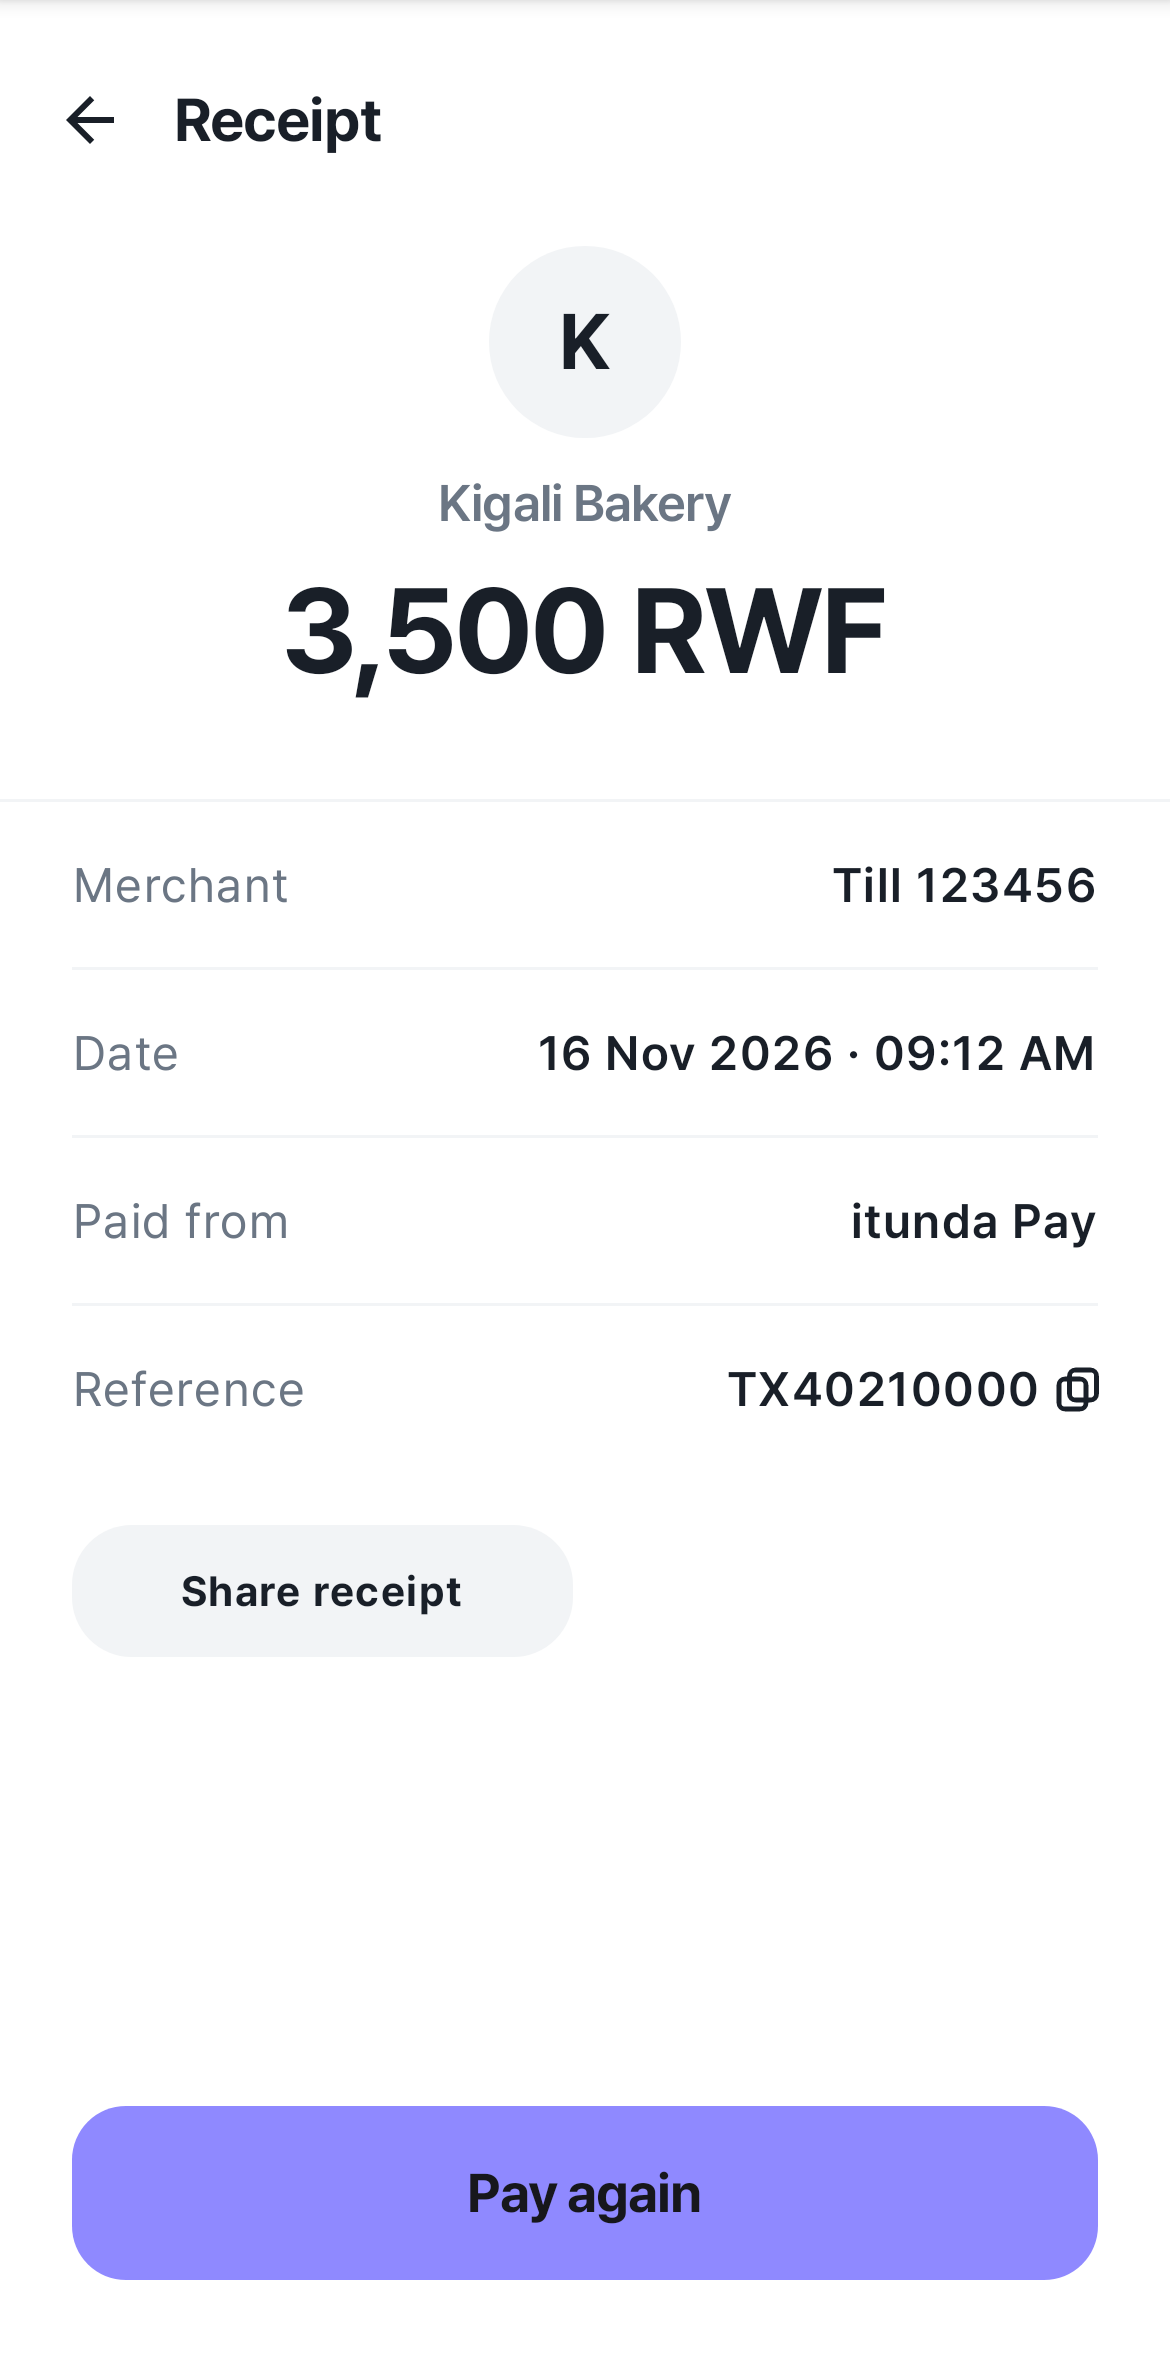 Receipt
K
Kigali Bakery
3,500 RWF
Merchant Till 123456
Date 16 Nov 2026 · 09:12 AM
Paid from itunda Pay
Reference TX40210000
Share receipt
Pay again